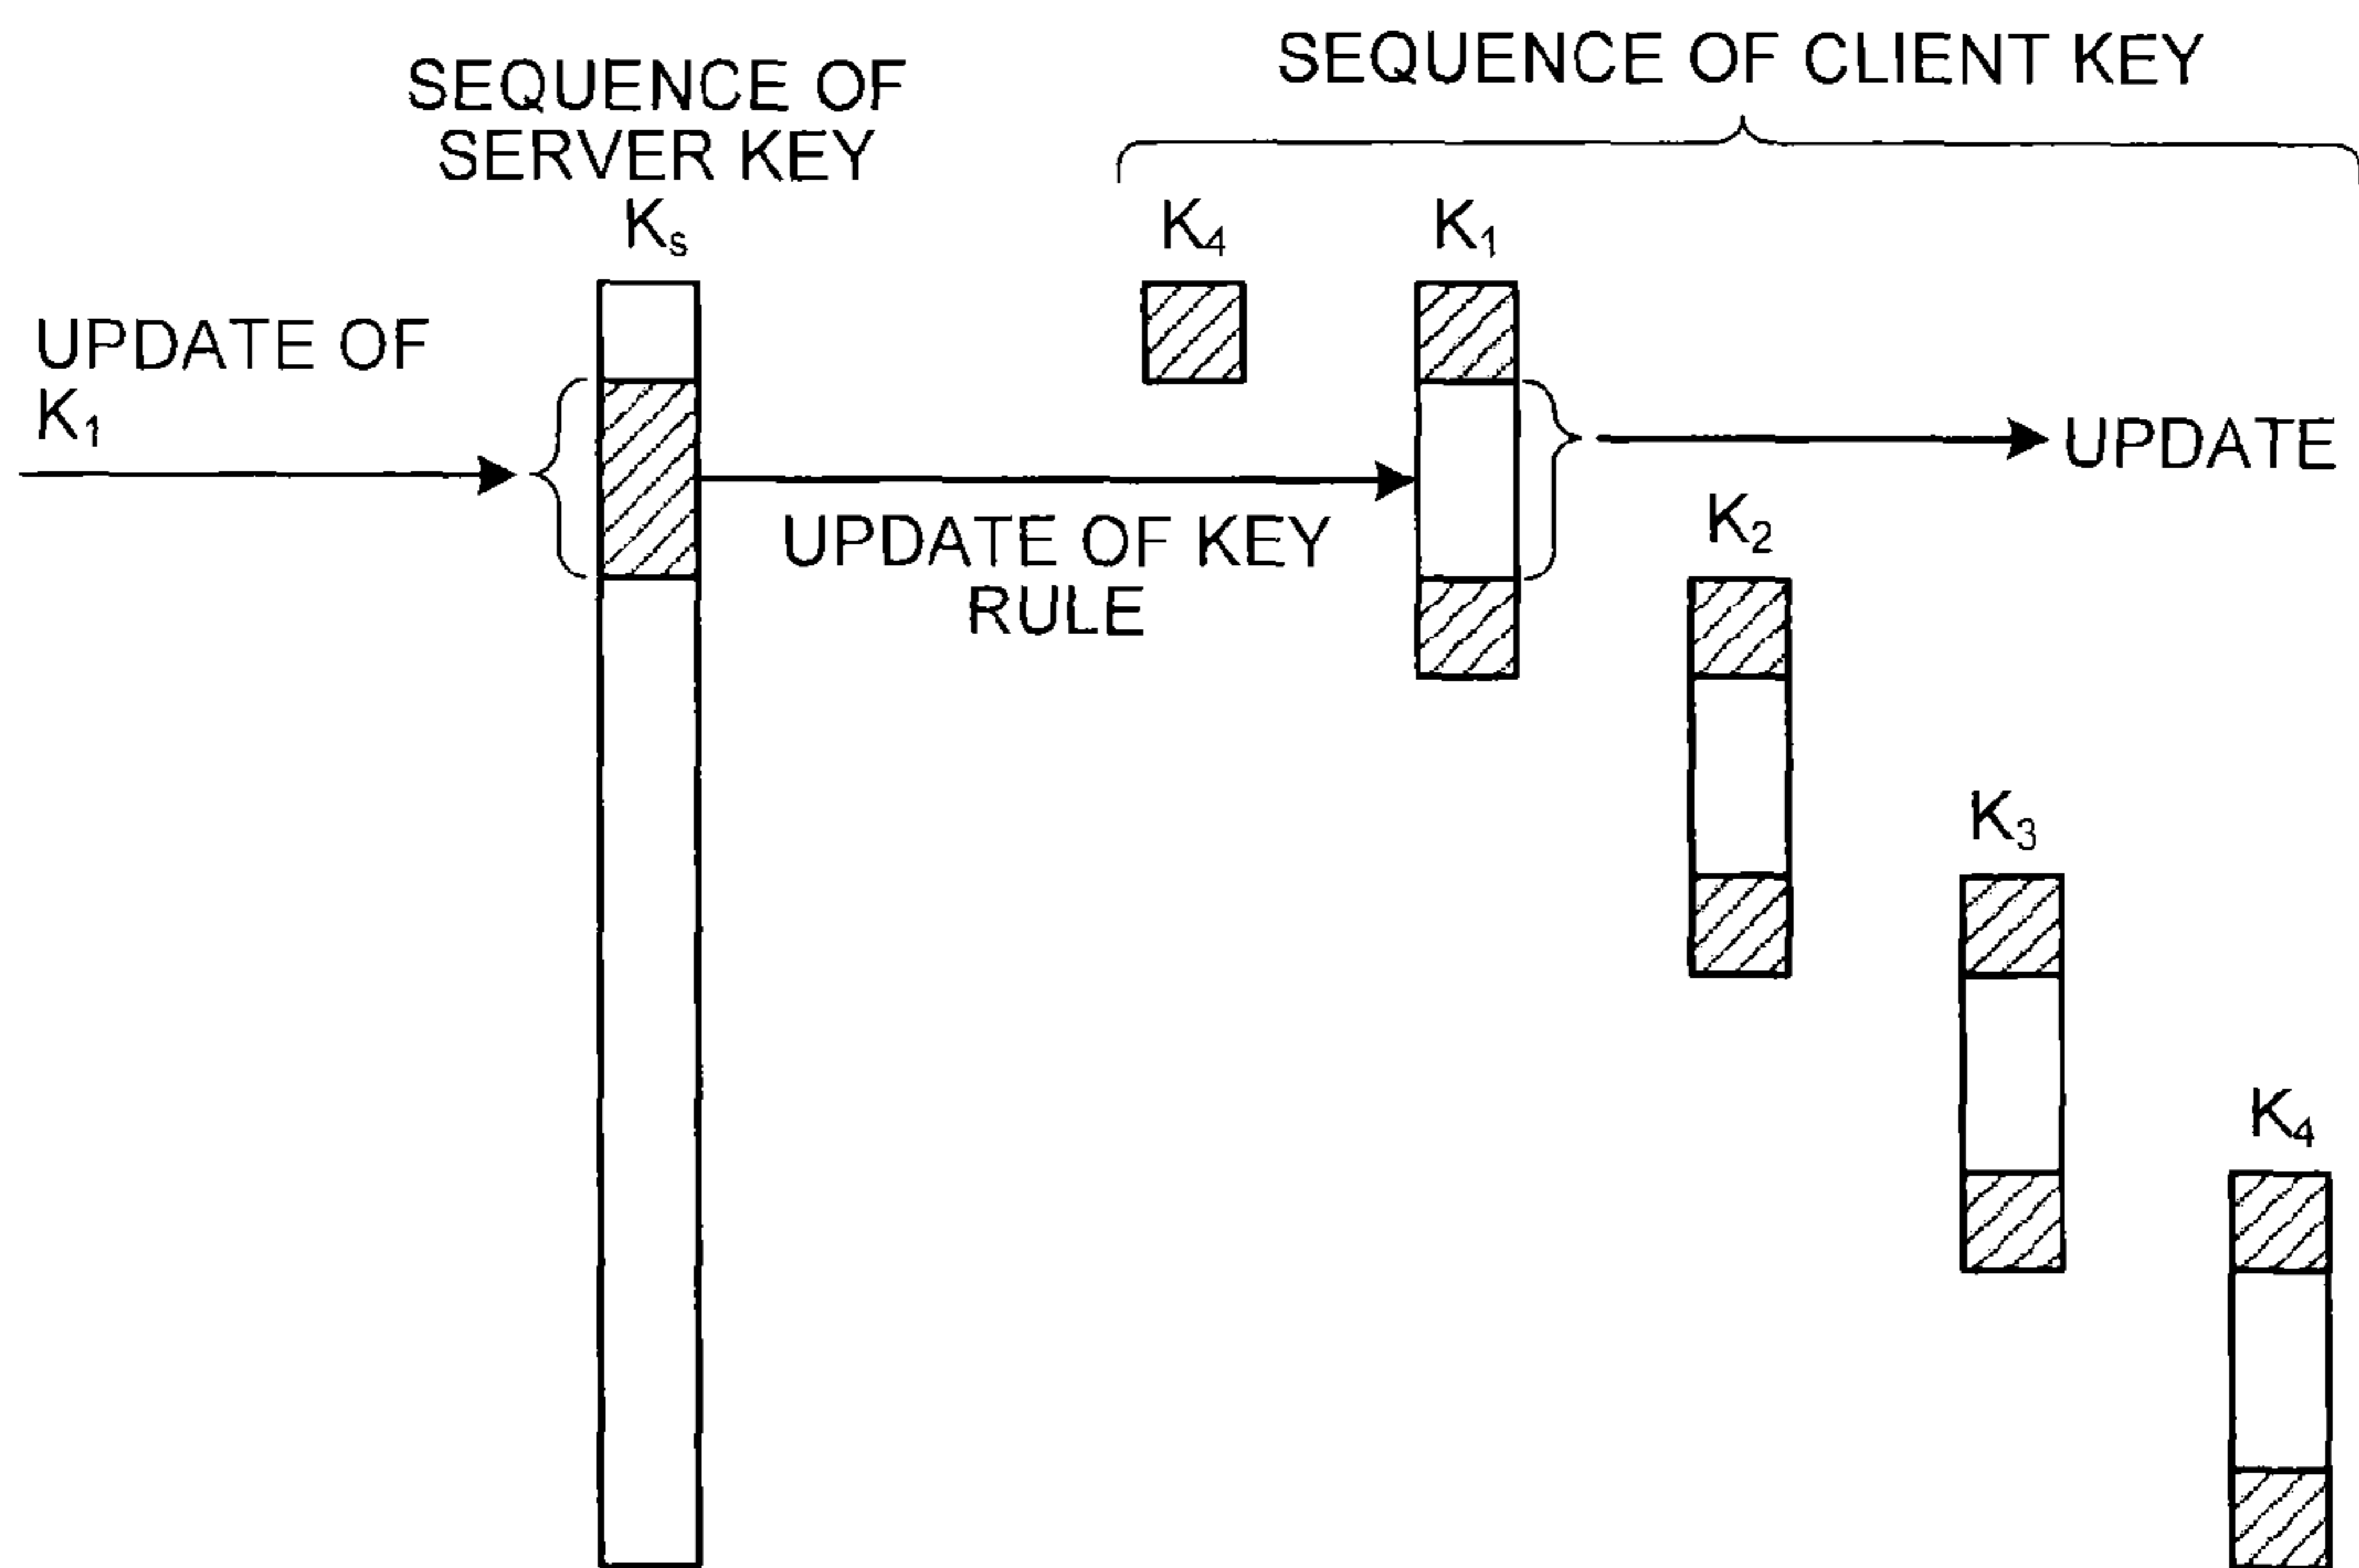 SEQUENCE OF CLIENT KEY
SEQUENCE OF
SERVER KEY
Kₛ
K₄
K₁
UPDATE OF
K₁
UPDATE
K₂
UPDATE OF KEY
RULE
K₃
K₄